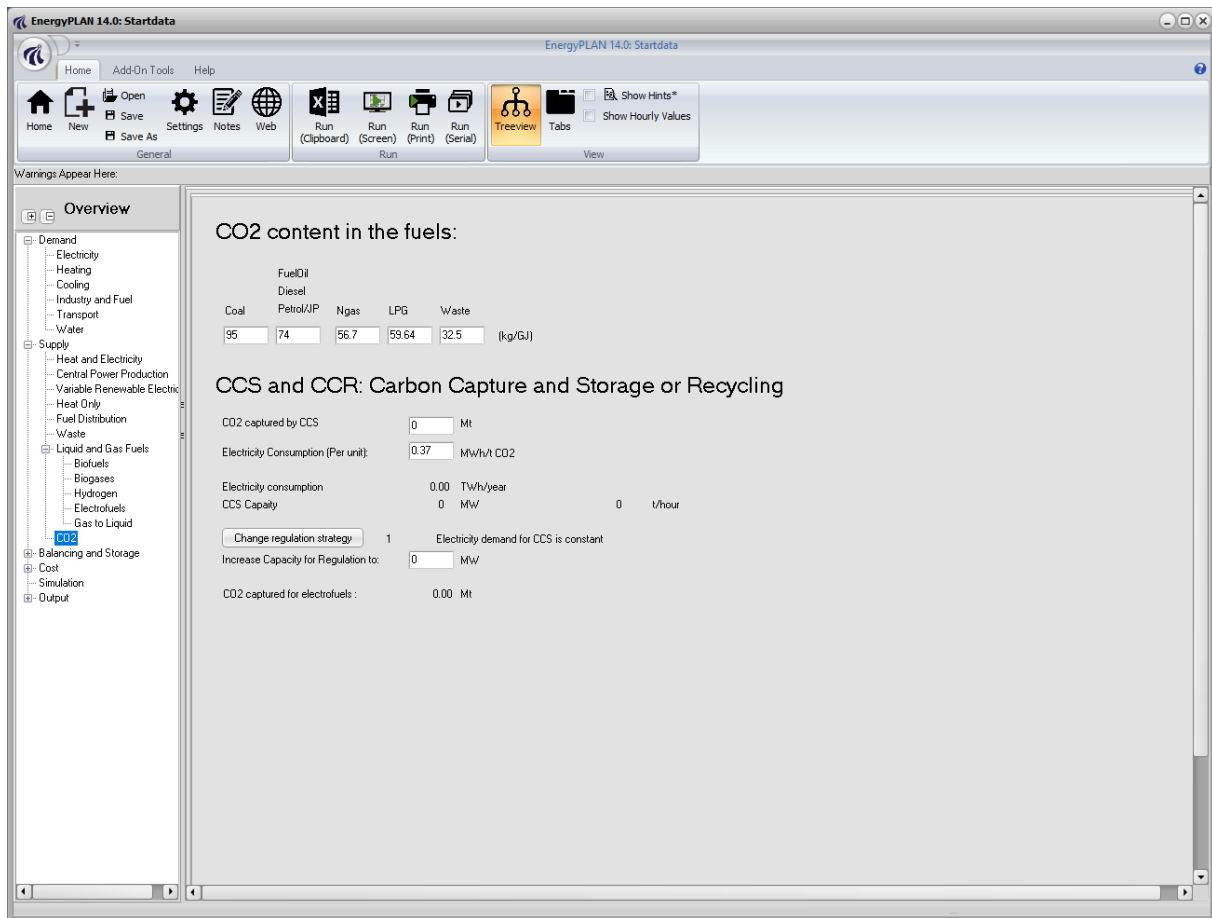 EnergyPLAN 14.0: Startdata
EnergyPLAN 14.0: Startdata
Home Add-On Tools Help
Home New Open Save Save As Settings Notes Web
General
Run (Clipboard) Run (Screen) Run (Print) Run (Serial)
Run
Treeview Tabs Show Hints* Show Hourly Values
View
Warnings Appear Here:
Overview
Demand
Electricity
Heating
Cooling
Industry and Fuel
Transport
Water
Supply
Heat and Electricity
Central Power Production
Variable Renewable Electric
Heat Only
Fuel Distribution
Waste
Liquid and Gas Fuels
Biofuels
Biogases
Hydrogen
Electrofuels
Gas to Liquid
CO2
Balancing and Storage
Cost
Simulation
Output
CO2 content in the fuels:
FuelOil
Diesel
Coal Petrol/JP Ngas LPG Waste
95 74 56.7 59.64 32.5 (kg/GJ)
CCS and CCR: Carbon Capture and Storage or Recycling
CO2 captured by CCS 0 Mt
Electricity Consumption (Per unit): 0.37 MWh/t CO2
Electricity consumption 0.00 TWh/year
CCS Capaity 0 MW 0 t/hour
Change regulation strategy 1 Electricity demand for CCS is constant
Increase Capacity for Regulation to: 0 MW
CO2 captured for electrofuels : 0.00 Mt